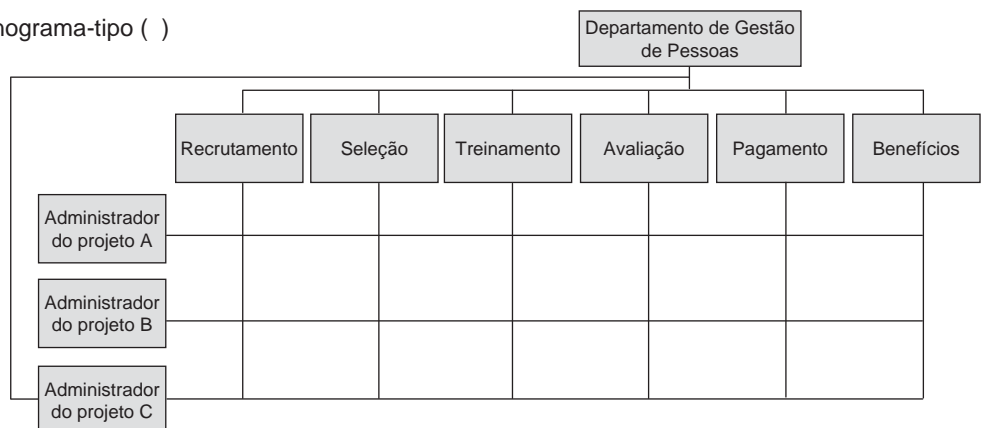 nograma-tipo ( )
Departamento de Gestão
de Pessoas
Recrutamento
Seleção
Treinamento
Avaliação
Pagamento
Benefícios
Administrador
do projeto A
Administrador
do projeto B
Administrador
do projeto C